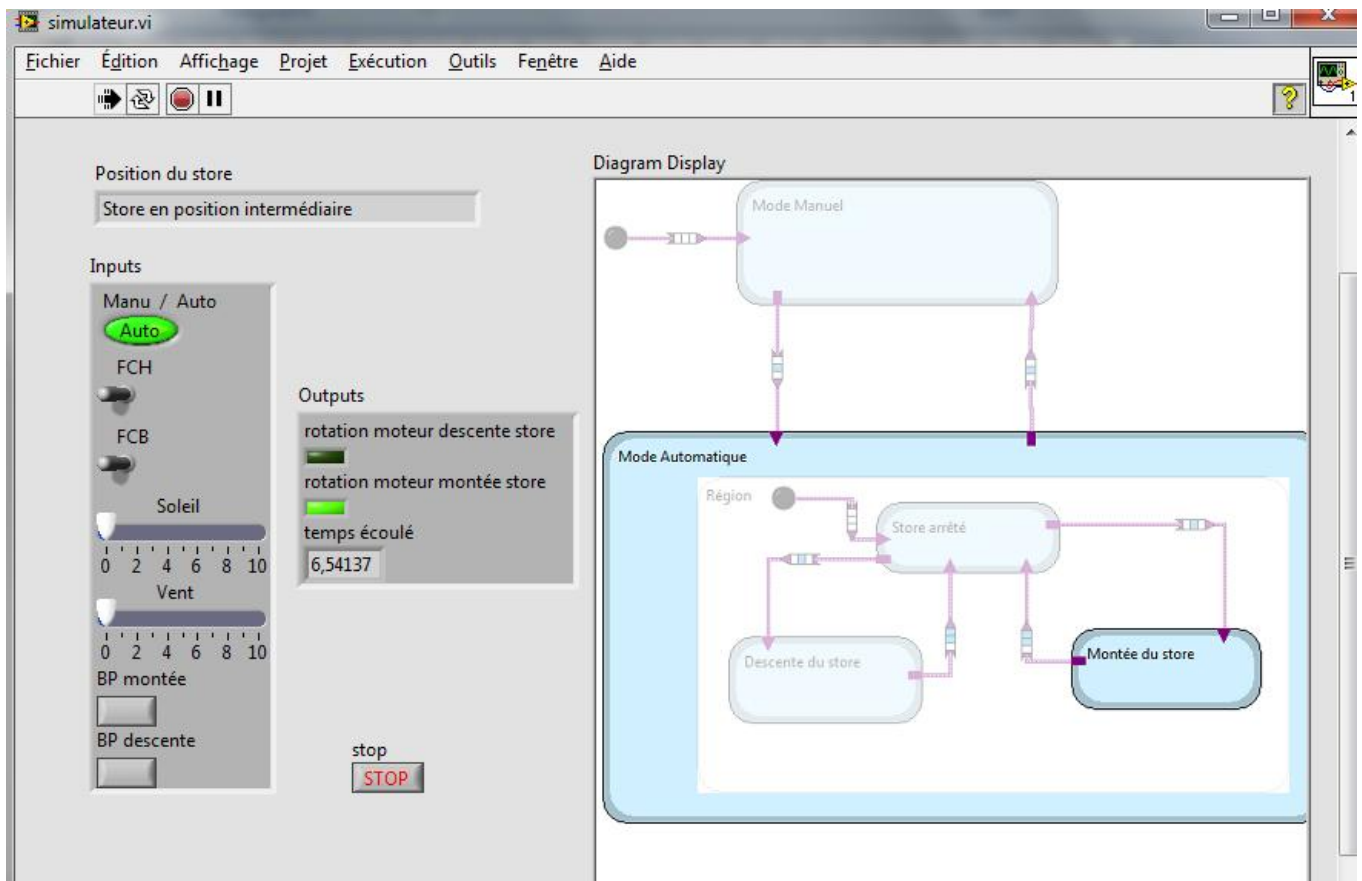 simulateur.vi
Fichier Édition Affichage Projet Exécution Outils Fenêtre Aide
1
Position du store
Store en position intermédiaire
Inputs
Manu / Auto
Auto
FCH
FCB
Soleil
0 2 4 6 8 10
Vent
0 2 4 6 8 10
BP montée
BP descente
Outputs
rotation moteur descente store
rotation moteur montée store
temps écoulé
6,54137
stop
STOP
Diagram Display
Mode Manuel
Mode Automatique
Région
Store arrêté
Descente du store
Montée du store